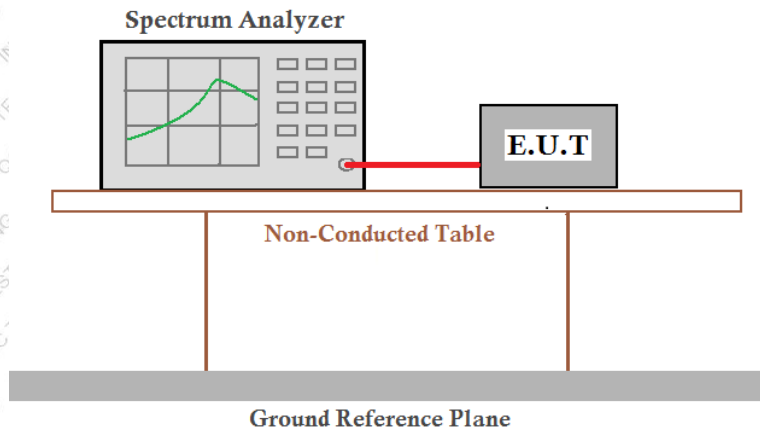 Spectrum Analyzer
E.U.T
Non-Conducted Table
Ground Reference Plane